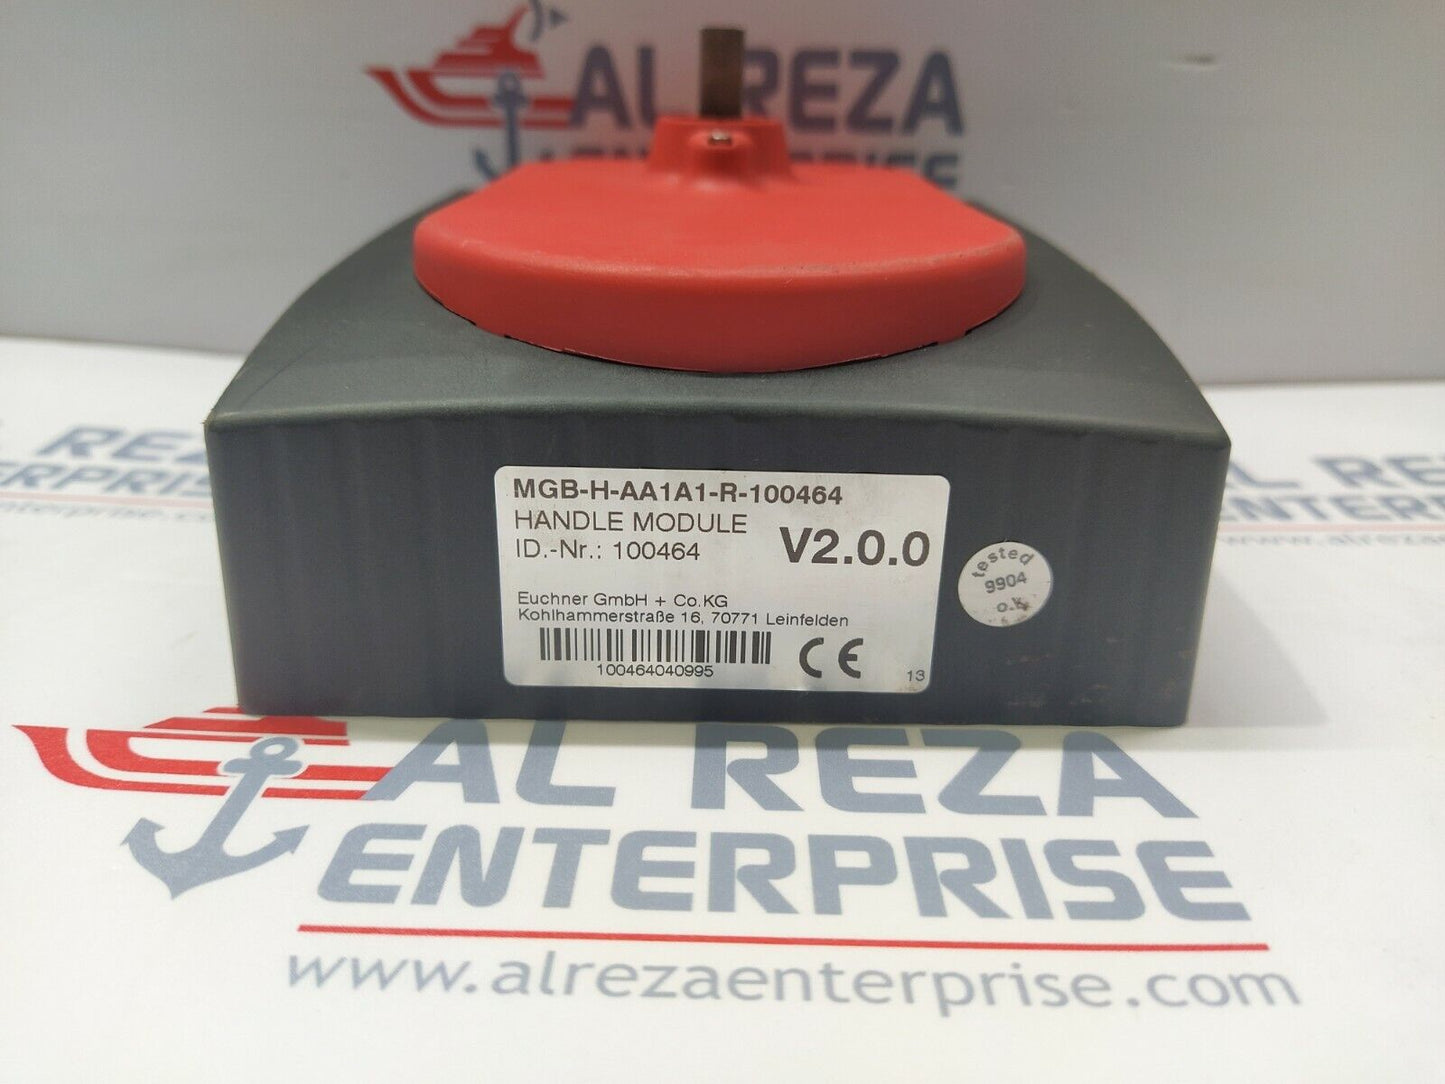 AL REZA
MGB-H-AA1A1-R-100464
HANDLE MODULE
ID.-Nr.: 100464
V2.0.0
Euchner GmbH + Co.KG
Kohlhammerstraße 16, 70771 Leinfelden
100464040995
CE
13
tested
9904
o.k.
AL REZA
ENTERPRISE
www.alrezaenterprise.com